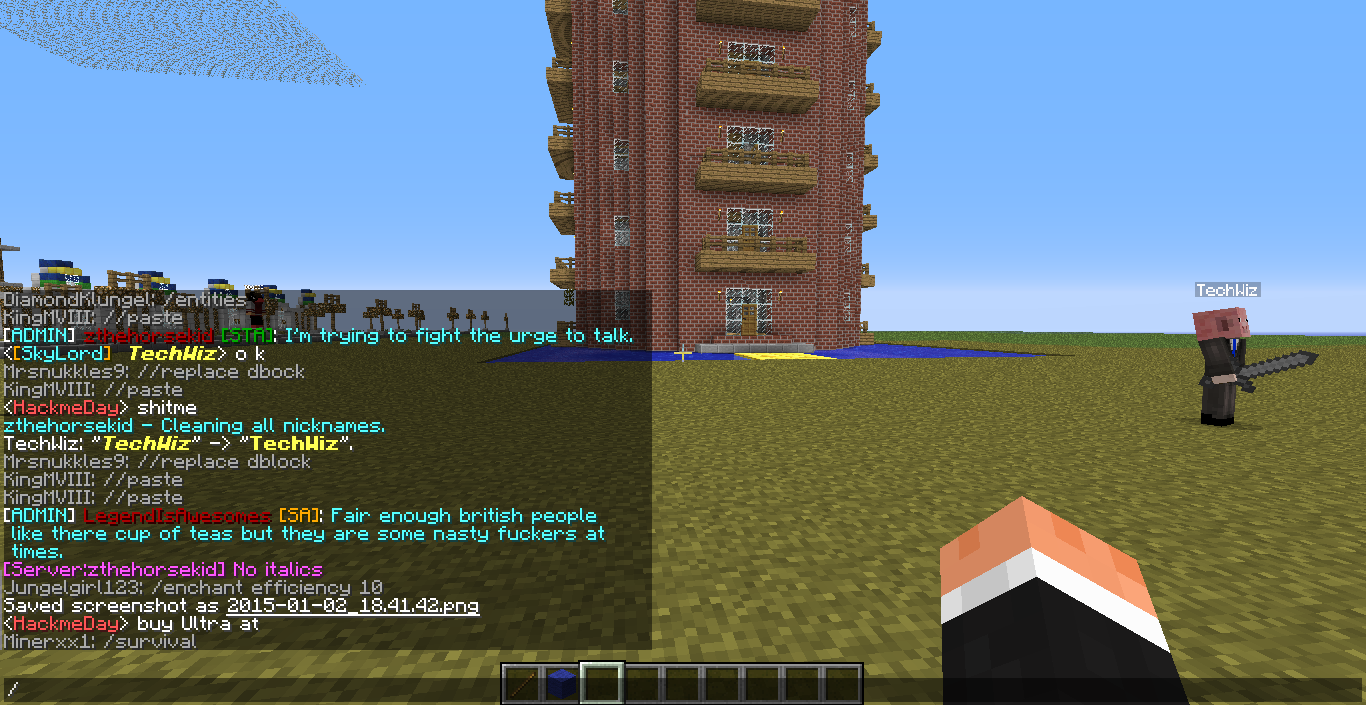 TechWiz
DiamondKlungel: /entities
KingMVIII: //paste
[ADMIN] zthehorsekid [STA]: I'm trying to fight the urge to talk.
<[SkyLord] TechWiz> o k
Mrsnukkles9: //replace dbock
KingMVIII: //paste
<HackmeDay> shitme
zthehorsekid - Cleaning all nicknames.
TechWiz: "TechWiz" -> "TechWiz".
Mrsnukkles9: //replace dblock
KingMVIII: //paste
KingMVIII: //paste
[ADMIN] LegendIsAwesomes [SA]: Fair enough british people
like there cup of teas but they are some nasty fuckers at
times.
[Server:zthehorsekid] No italics
Jungelgirl123: /enchant efficiency 10
Saved screenshot as 2015-01-02_18.41.42.png
<HackmeDay> buy Ultra at
Minerxx1: /survival
/